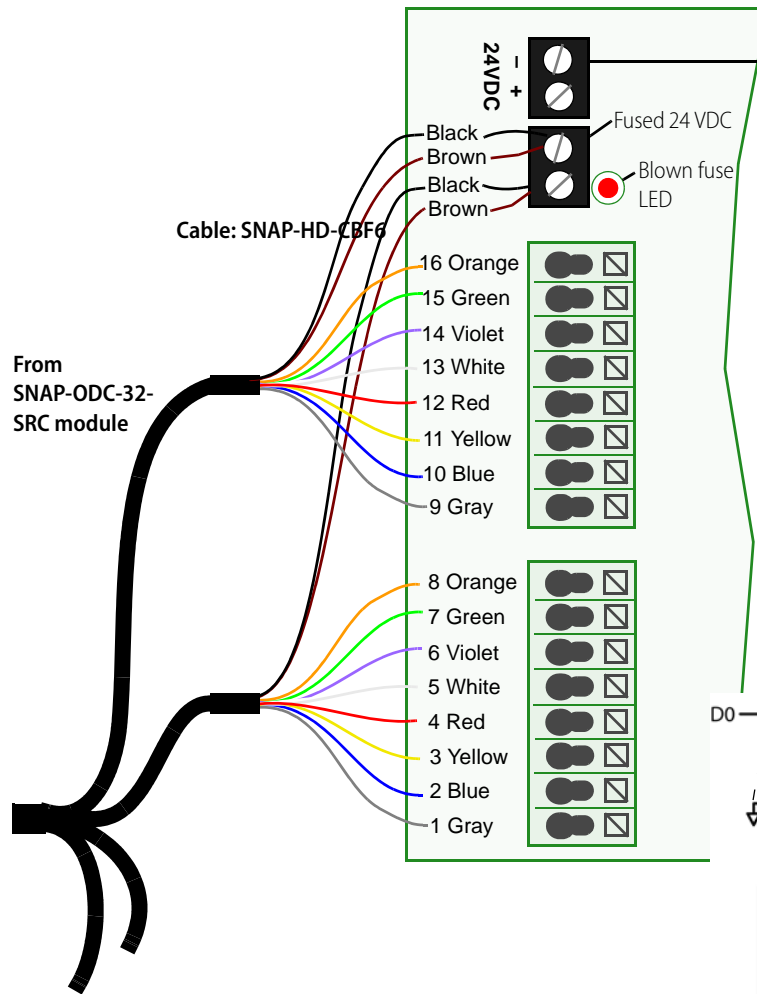 24VDC
–
+
Black
Fused 24 VDC
Brown
Blown fuse
LED
Black
Brown
Cable: SNAP-HD-CBF6
16 Orange
15 Green
14 Violet
13 White
12 Red
11 Yellow
10 Blue
9 Gray
From
SNAP-ODC-32-
SRC module
8 Orange
7 Green
6 Violet
5 White
4 Red
3 Yellow
2 Blue
1 Gray
D0